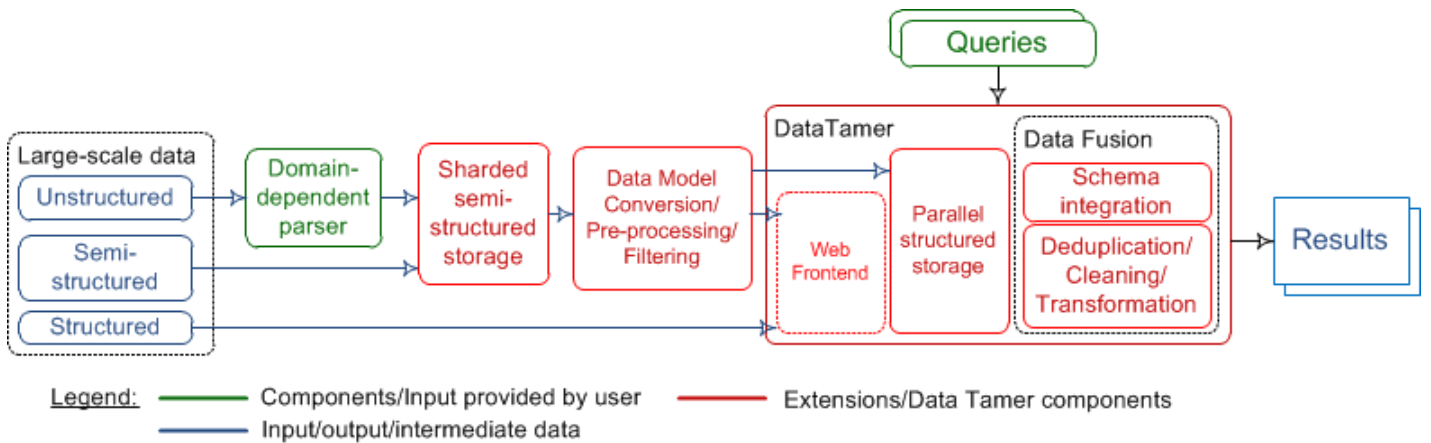 Queries
DataTamer
Data Fusion
Large-scale data
Unstructured
Semi-
structured
Structured
Domain-
dependent
parser
Sharded
semi-
structured
storage
Data Model
Conversion/
Pre-processing/
Filtering
Web
Frontend
Parallel
structured
storage
Schema
integration
Deduplication/
Cleaning/
Transformation
Results
Legend:
Components/Input provided by user
Extensions/Data Tamer components
Input/output/intermediate data